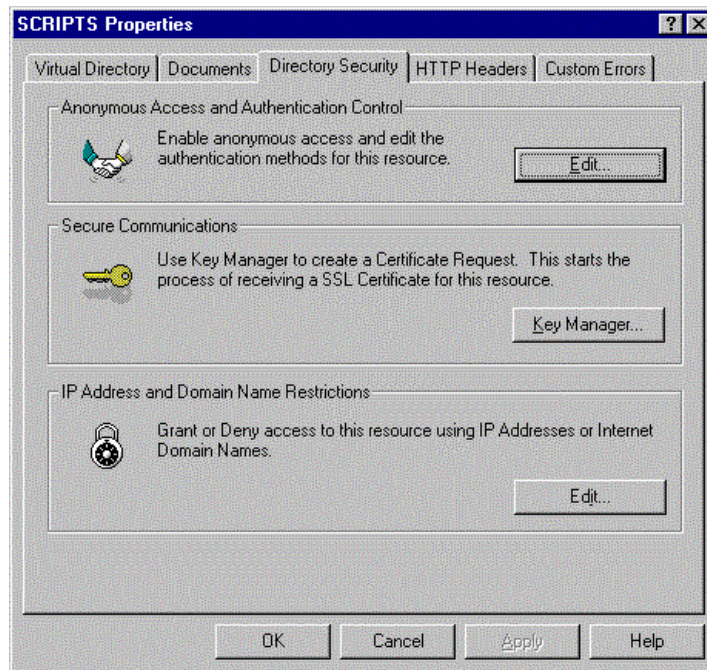 SCRIPTS Properties
Virtual Directory
Documents
Directory Security
HTTP Headers
Custom Errors
Anonymous Access and Authentication Control
Enable anonymous access and edit the
authentication methods for this resource.
Edit...
Secure Communications
Use Key Manager to create a Certificate Request.  This starts the
process of receiving a SSL Certificate for this resource.
Key Manager...
IP Address and Domain Name Restrictions
Grant or Deny access to this resource using IP Addresses or Internet
Domain Names.
Edit...
OK
Cancel
Apply
Help